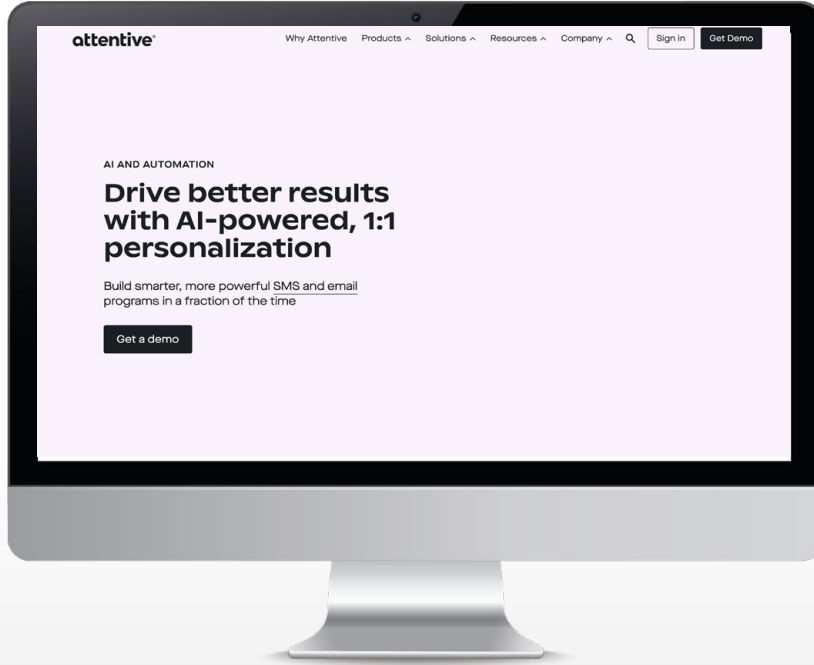 attentive®
Why Attentive Products Solutions Resources Company Sign in Get Demo
AI AND AUTOMATION
Drive better results
with AI-powered, 1:1
personalization
Build smarter, more powerful SMS and email
programs in a fraction of the time
Get a demo